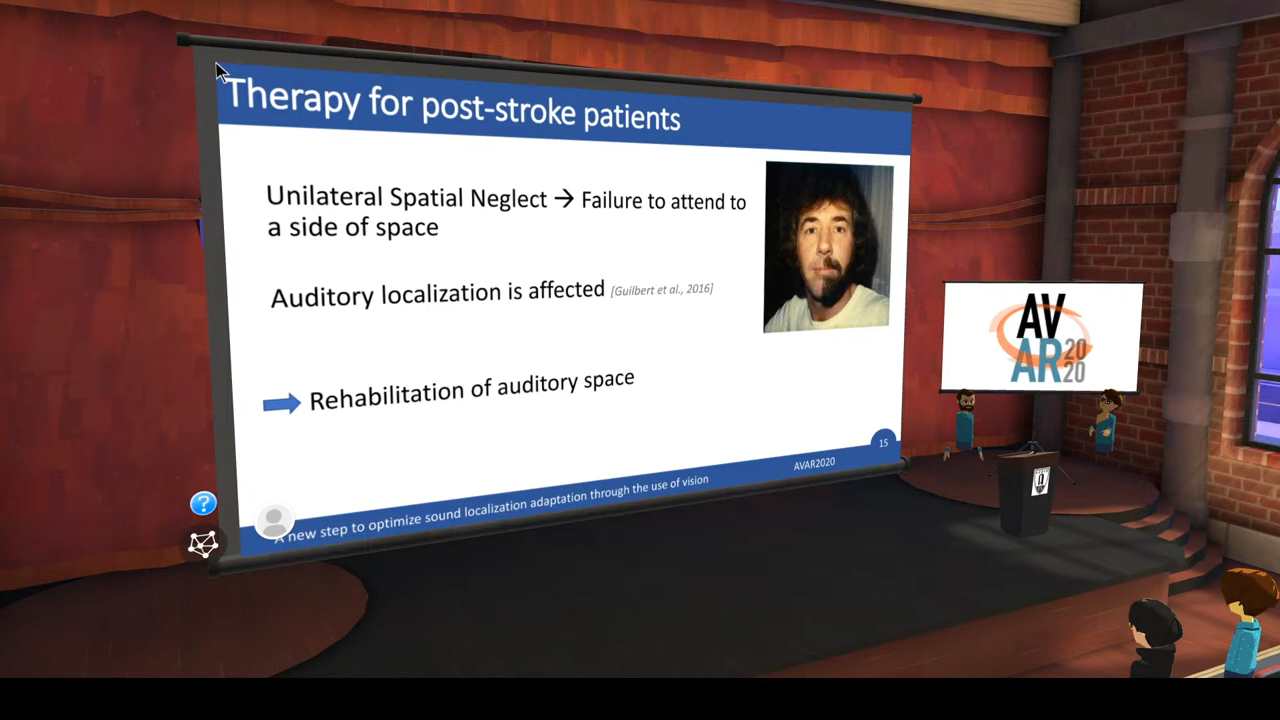 Therapy for post-stroke patients
Unilateral Spatial Neglect → Failure to attend to
a side of space
Auditory localization is affected [Guilbert et al., 2016]
Rehabilitation of auditory space
15
A new step to optimize sound localization adaptation through the use of vision
AVAR2020
?
AV
AR 20
20